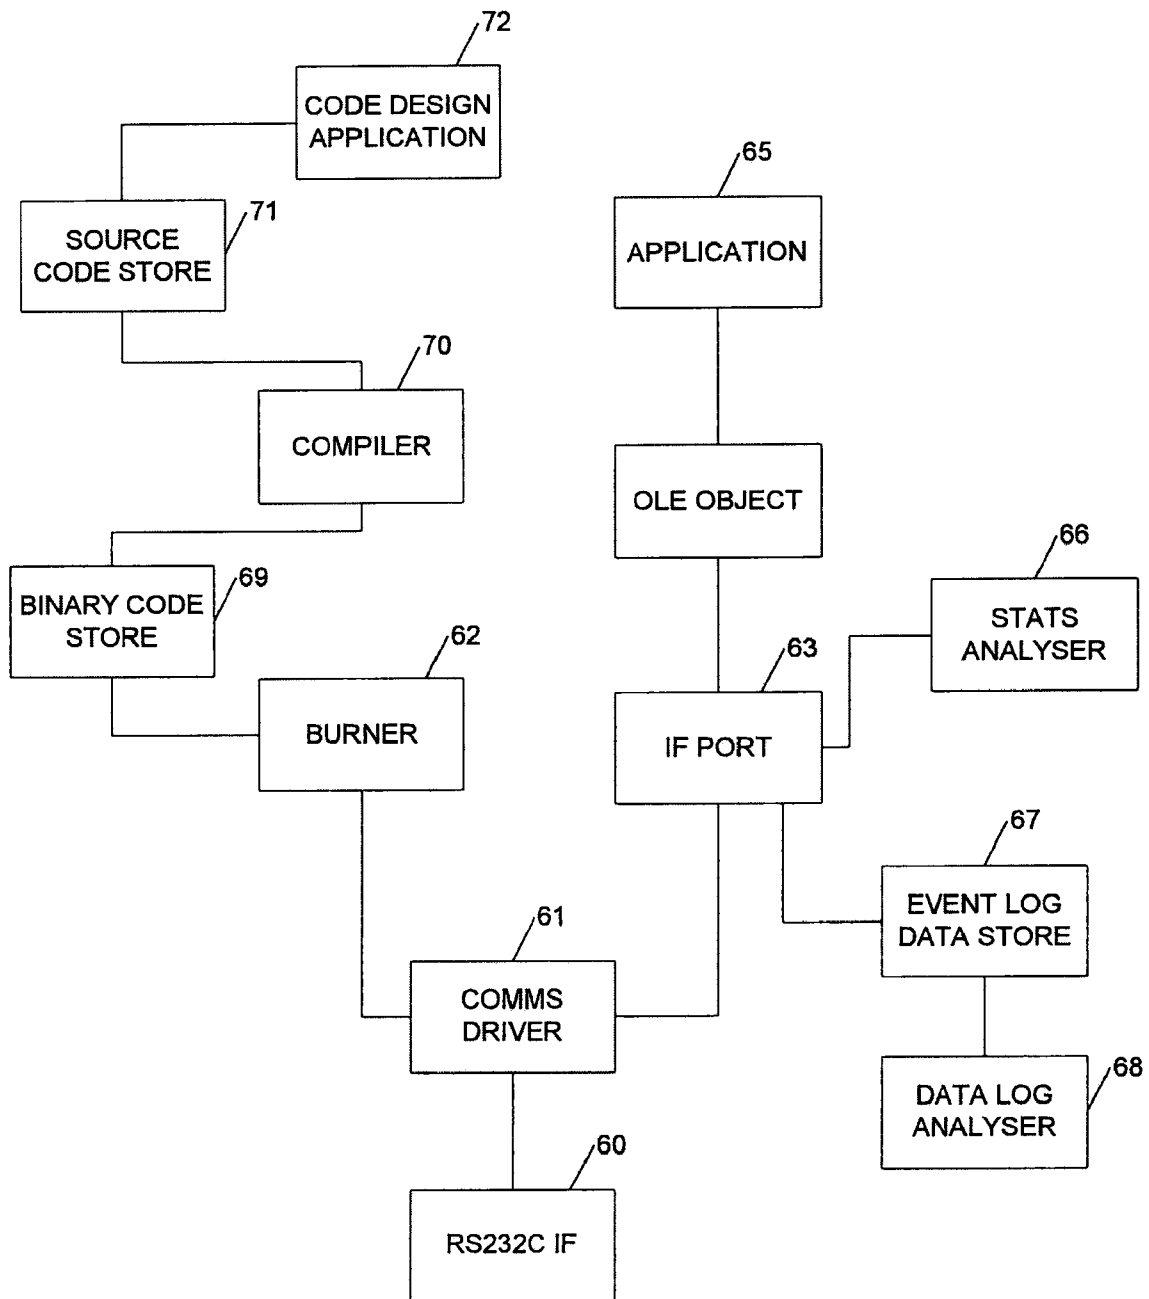 72
CODE DESIGN
APPLICATION
65
71
SOURCE
CODE STORE
APPLICATION
70
COMPILER
OLE OBJECT
66
69
BINARY CODE
STORE
STATS
ANALYSER
62
63
BURNER
IF PORT
67
EVENT LOG
DATA STORE
61
COMMS
DRIVER
68
DATA LOG
ANALYSER
60
RS232C IF